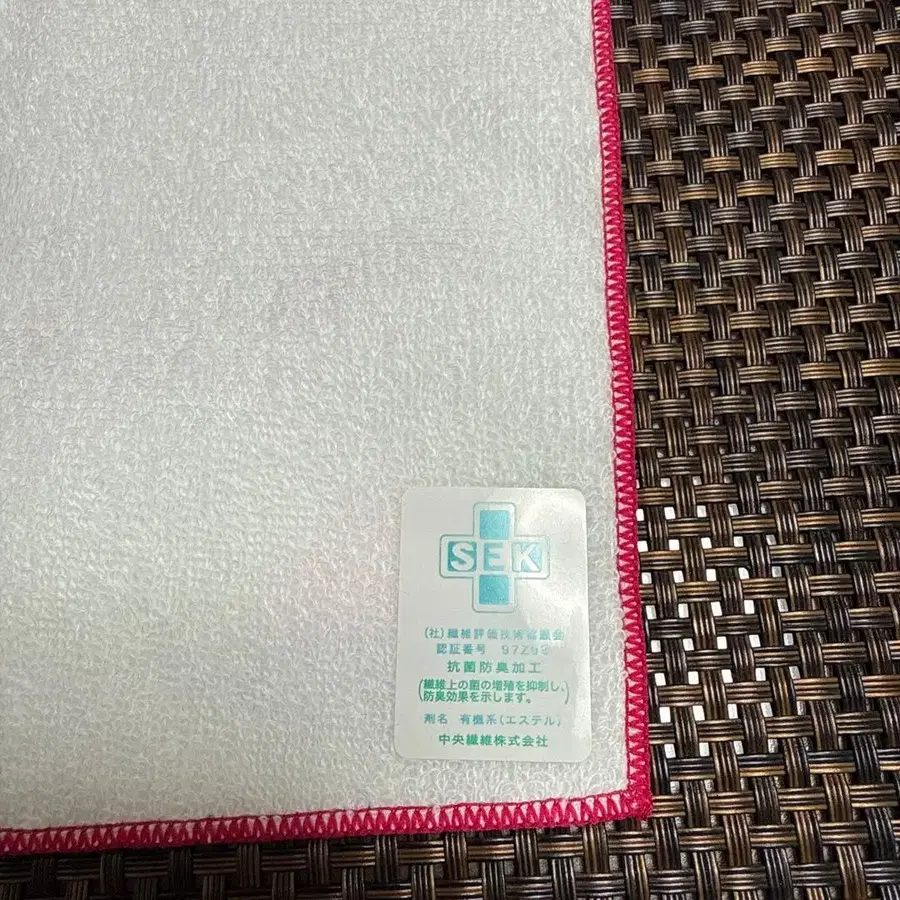 SEK
(社)繊維評価技術協議会
認証番号 97Z98
抗菌防臭加工
(繊維上の菌の増殖を抑制し、
防臭効果を示します。)
剤名 有機系(エステル)
中央繊維株式会社